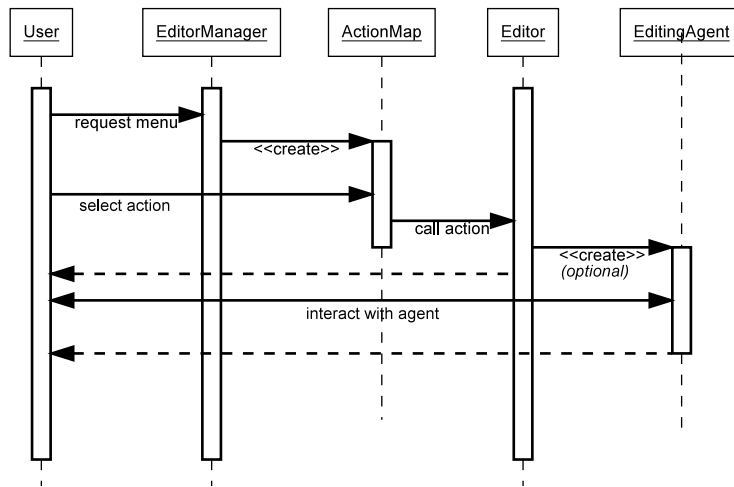 User
EditorManager
ActionMap
Editor
EditingAgent
request menu
<<create>>
select action
call action
<<create>>
(optional)
interact with agent